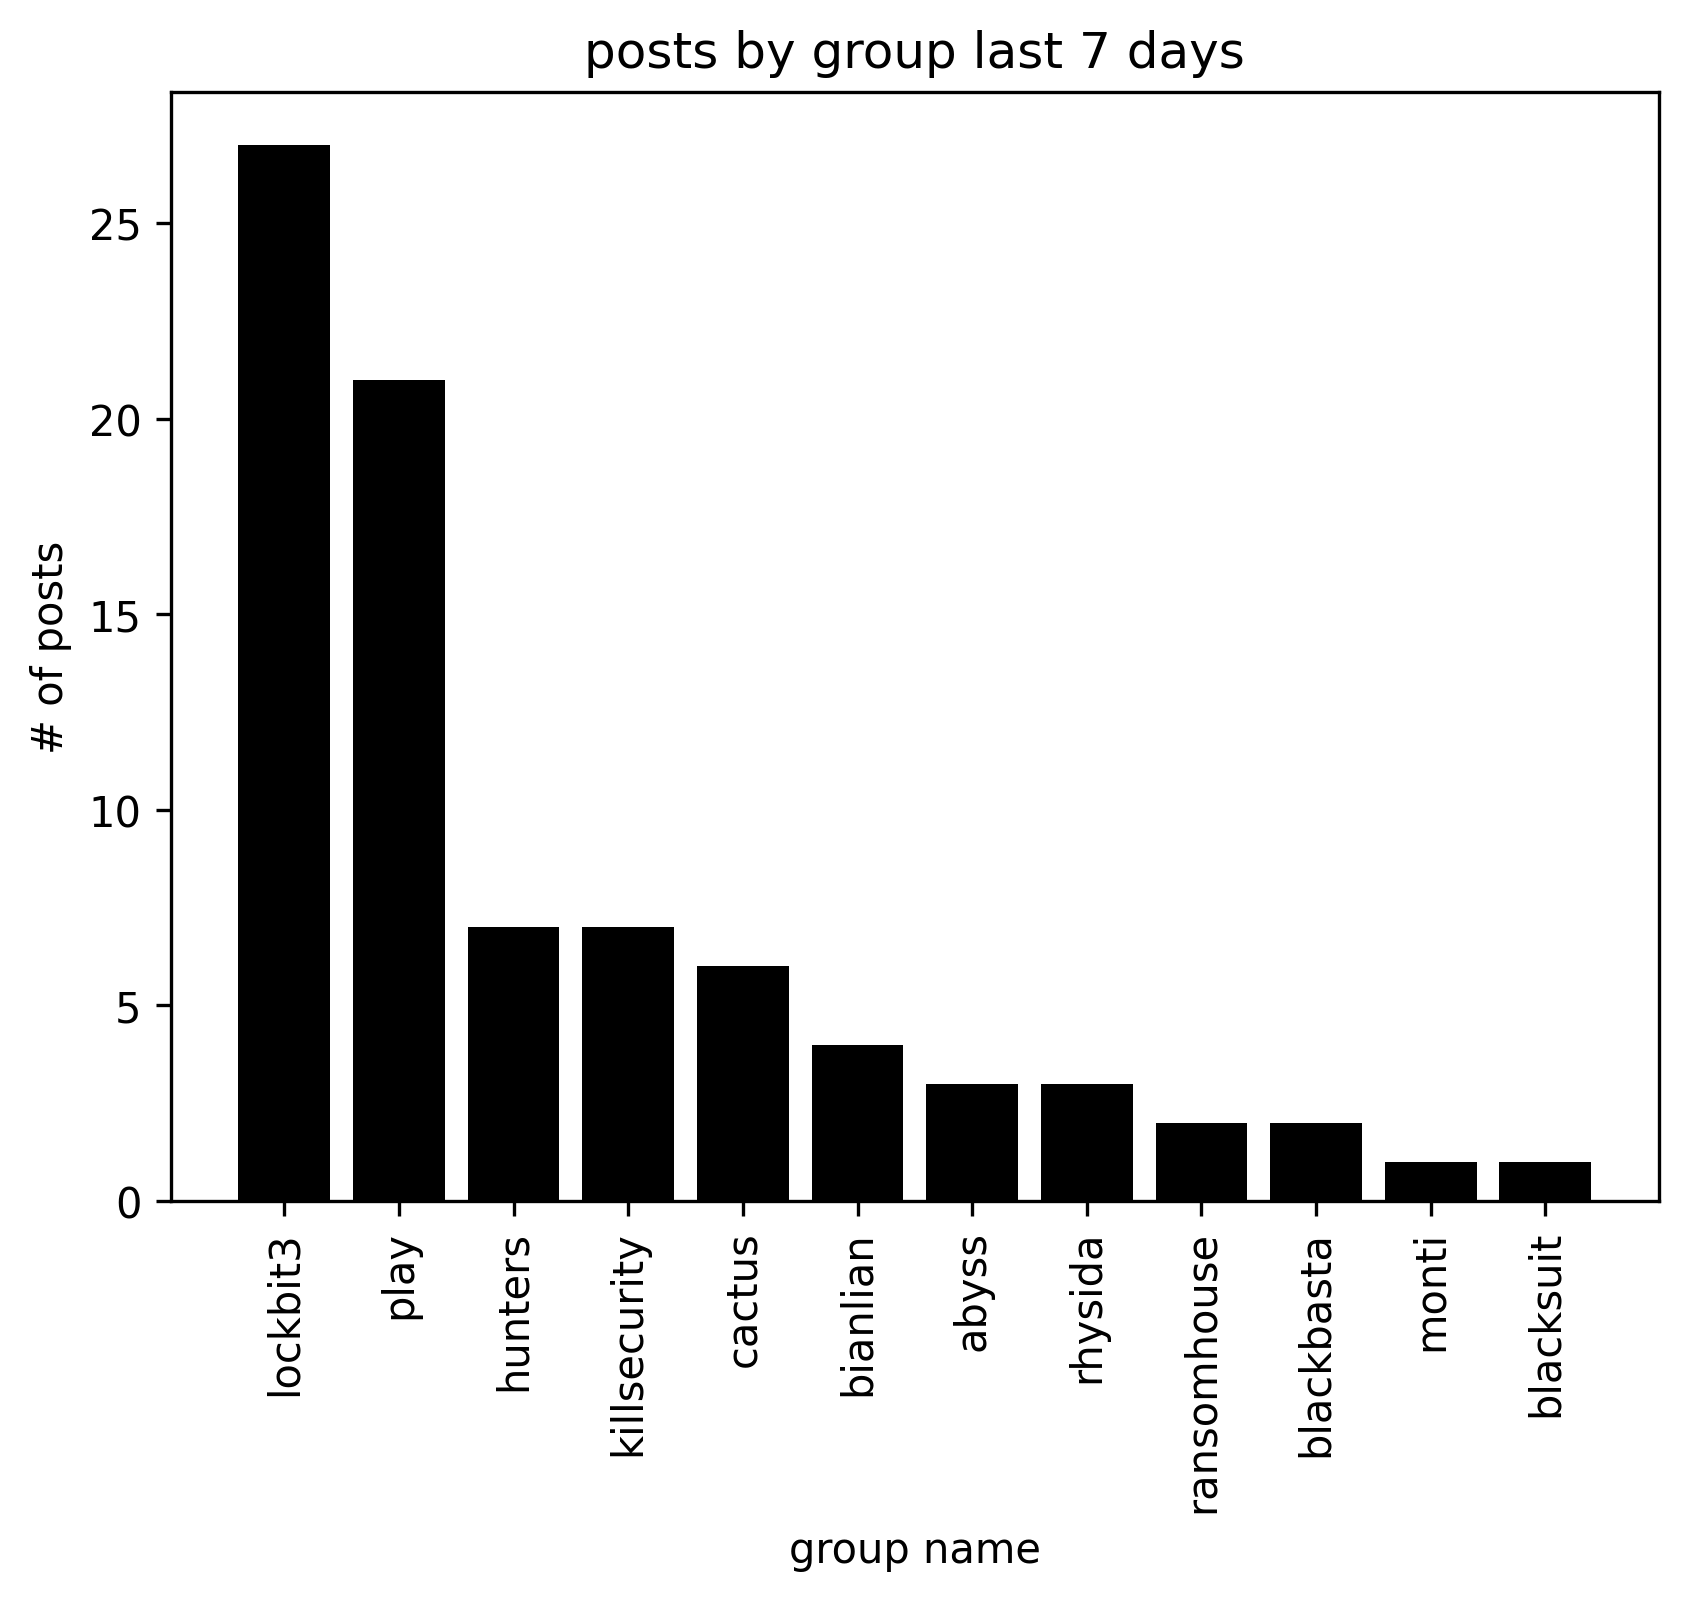 posts by group last 7 days
# of posts
25
20
15
10
5
0
lockbit3
play
hunters
killsecurity
cactus
bianlian
abyss
rhysida
ransomhouse
blackbasta
monti
blacksuit
group name